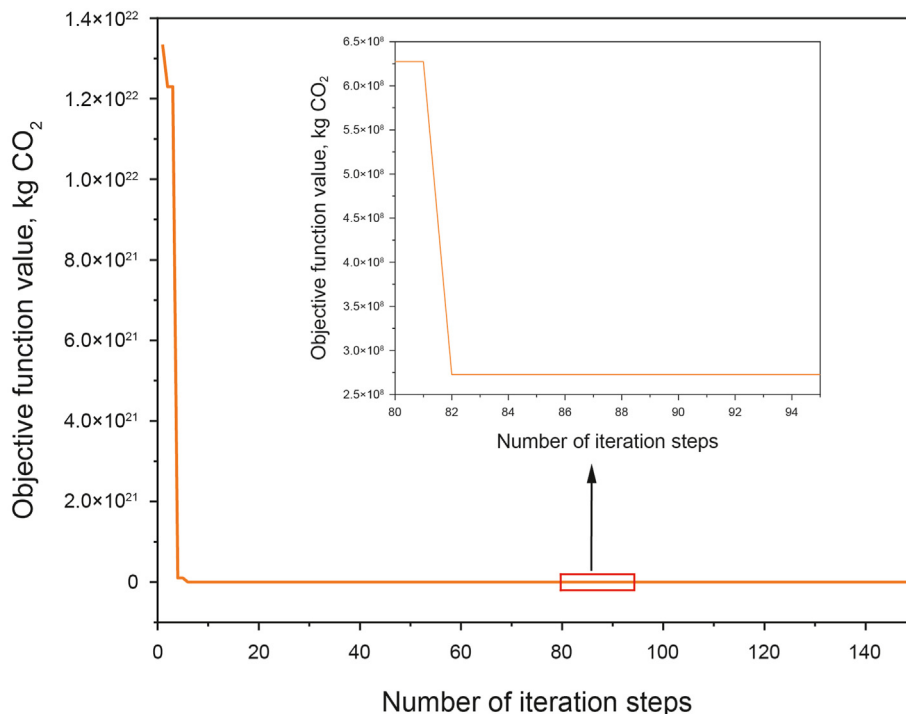 1.4×10²²
1.2×10²²
1.0×10²²
8.0×10²¹
6.0×10²¹
4.0×10²¹
2.0×10²¹
0
Objective function value, kg CO₂
0 20 40 60 80 100 120 140
Number of iteration steps
6.5×10⁸
6.0×10⁸
5.5×10⁸
5.0×10⁸
4.5×10⁸
4.0×10⁸
3.5×10⁸
3.0×10⁸
2.5×10⁸
Objective function value, kg CO₂
80 82 84 86 88 90 92 94
Number of iteration steps